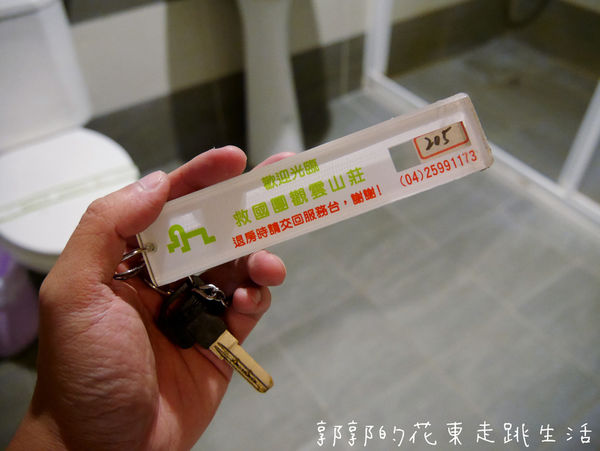 歡迎光臨
救國團觀雲山莊
退房時請交回服務台，謝謝！
205
(04)25991173
郭郭的花東走跳生活